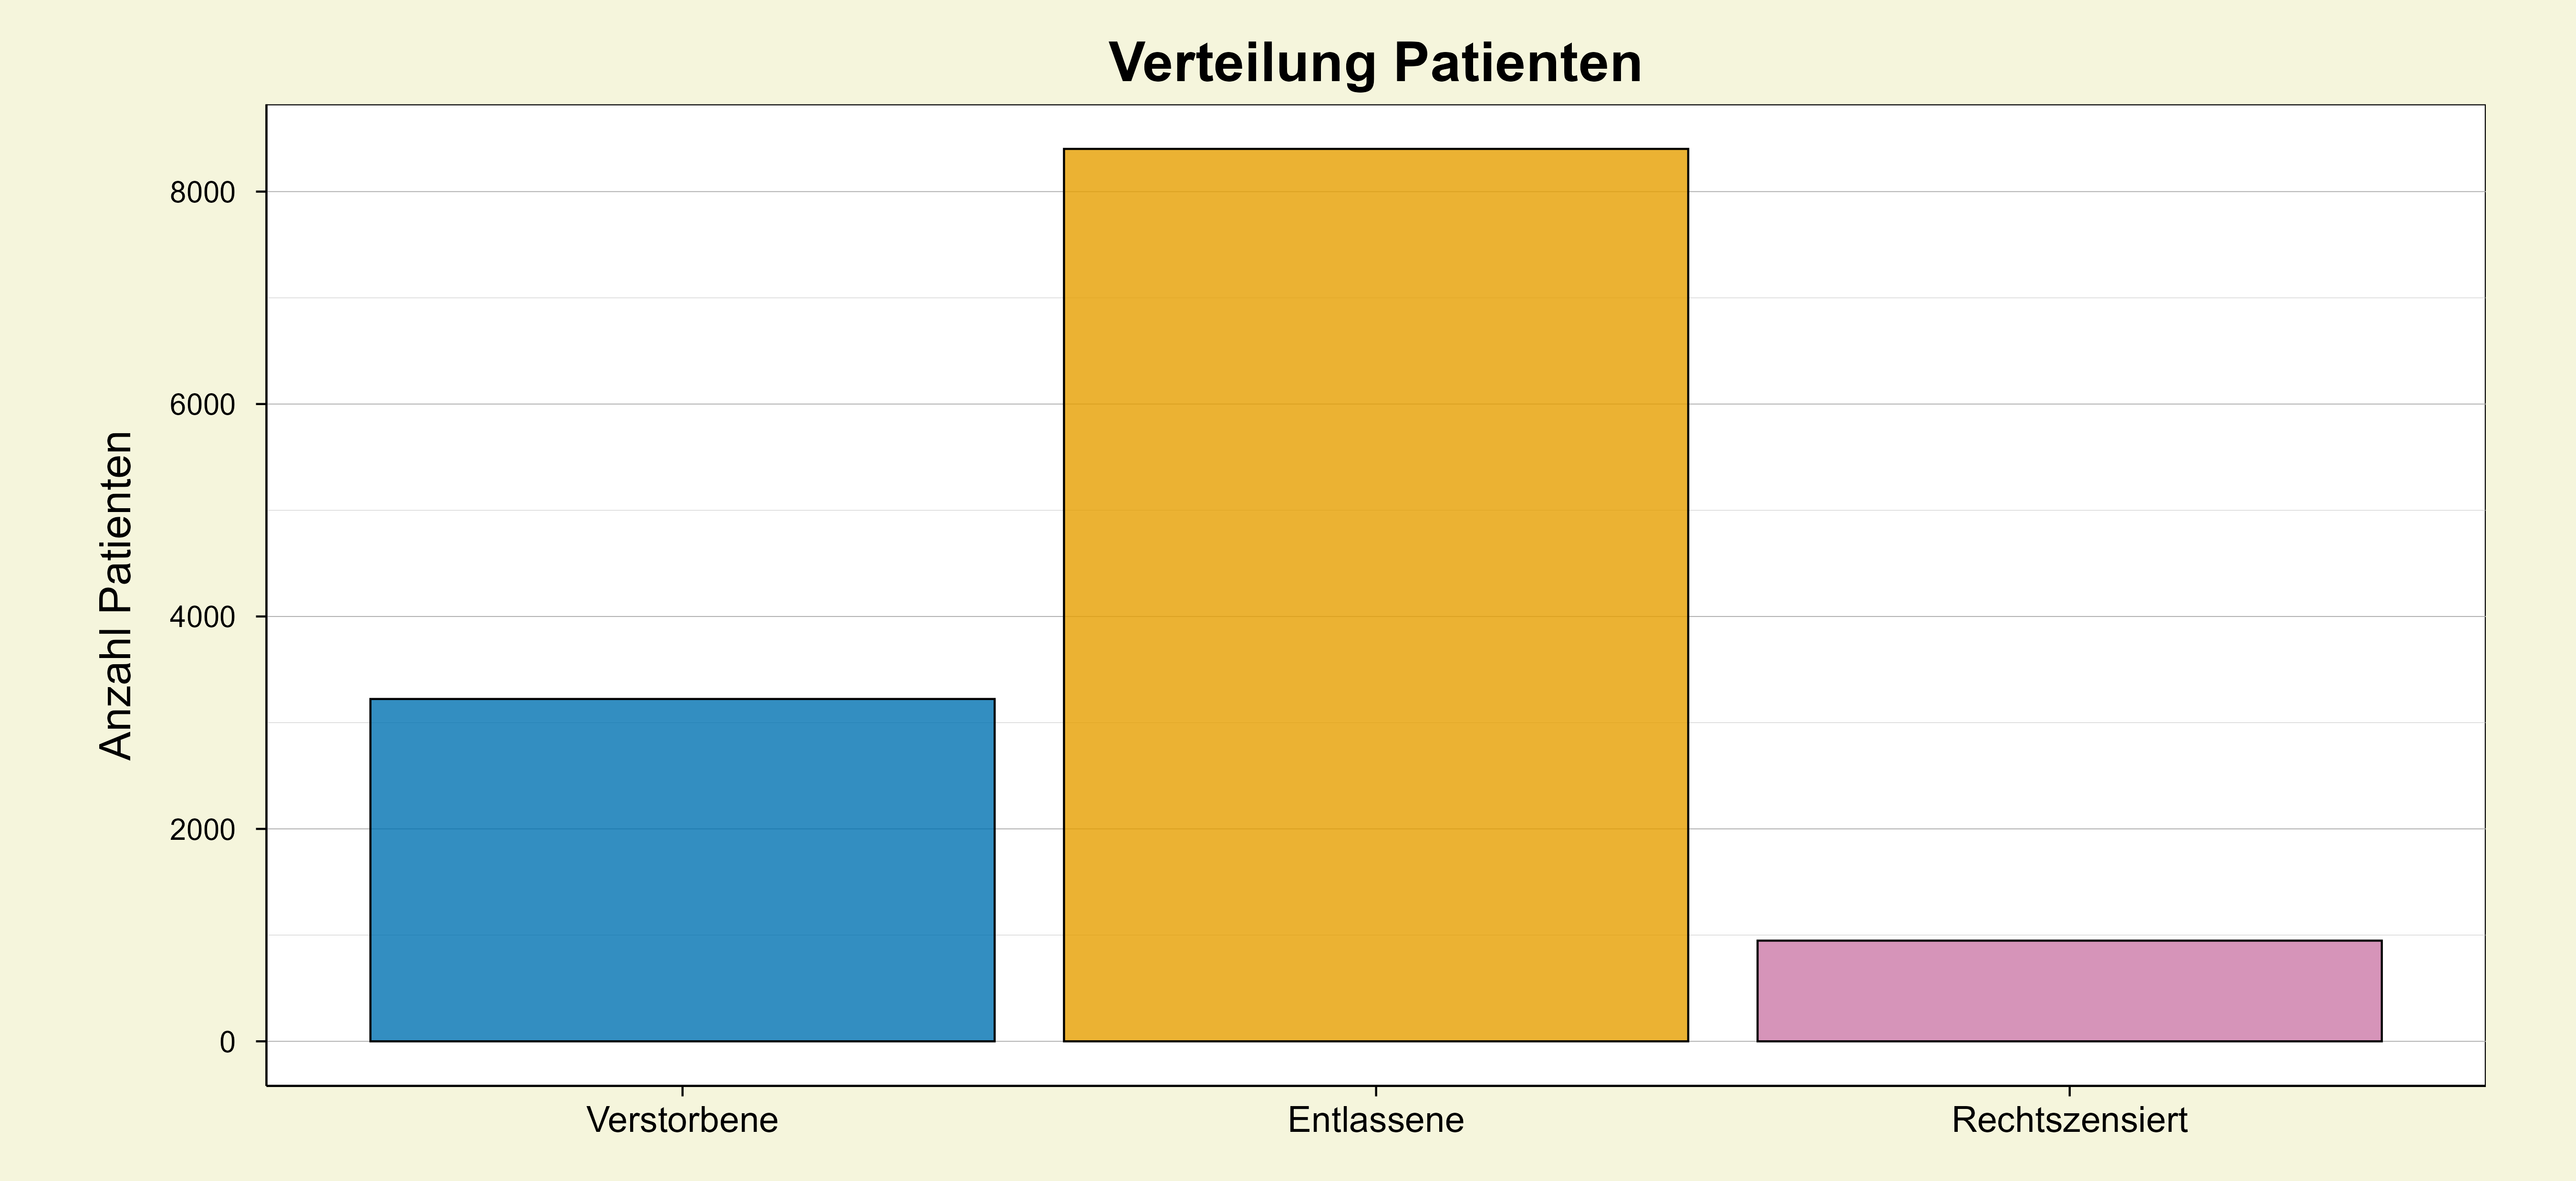 Verteilung Patienten
Anzahl Patienten
8000
6000
4000
2000
0
Verstorbene
Entlassene
Rechtszensiert